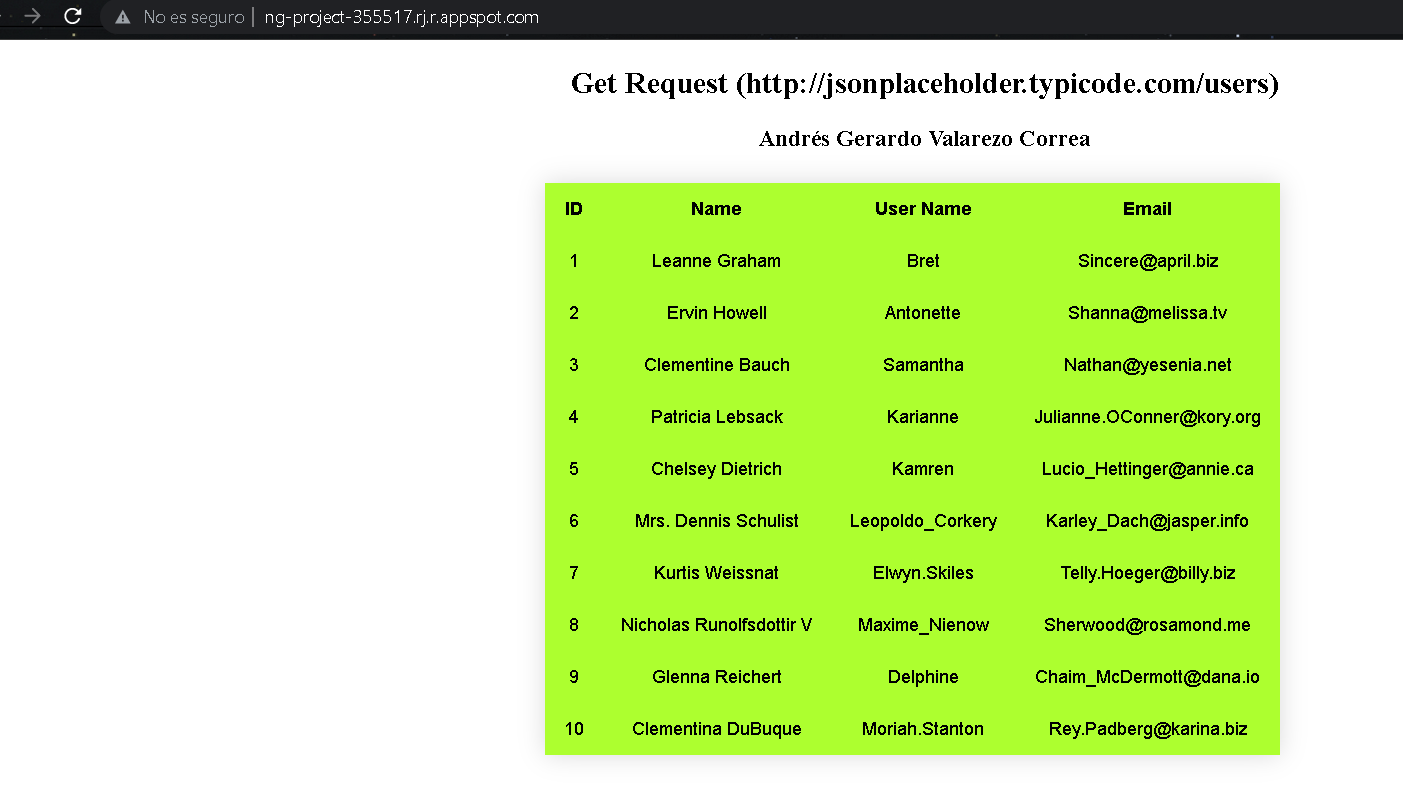 No es seguro | ng-project-355517.rj.r.appspot.com
Get Request (http://jsonplaceholder.typicode.com/users)
Andrés Gerardo Valarezo Correa
ID Name User Name Email
1 Leanne Graham Bret Sincere@april.biz
2 Ervin Howell Antonette Shanna@melissa.tv
3 Clementine Bauch Samantha Nathan@yesenia.net
4 Patricia Lebsack Karianne Julianne.OConner@kory.org
5 Chelsey Dietrich Kamren Lucio_Hettinger@annie.ca
6 Mrs. Dennis Schulist Leopoldo_Corkery Karley_Dach@jasper.info
7 Kurtis Weissnat Elwyn.Skiles Telly.Hoeger@billy.biz
8 Nicholas Runolfsdottir V Maxime_Nienow Sherwood@rosamond.me
9 Glenna Reichert Delphine Chaim_McDermott@dana.io
10 Clementina DuBuque Moriah.Stanton Rey.Padberg@karina.biz